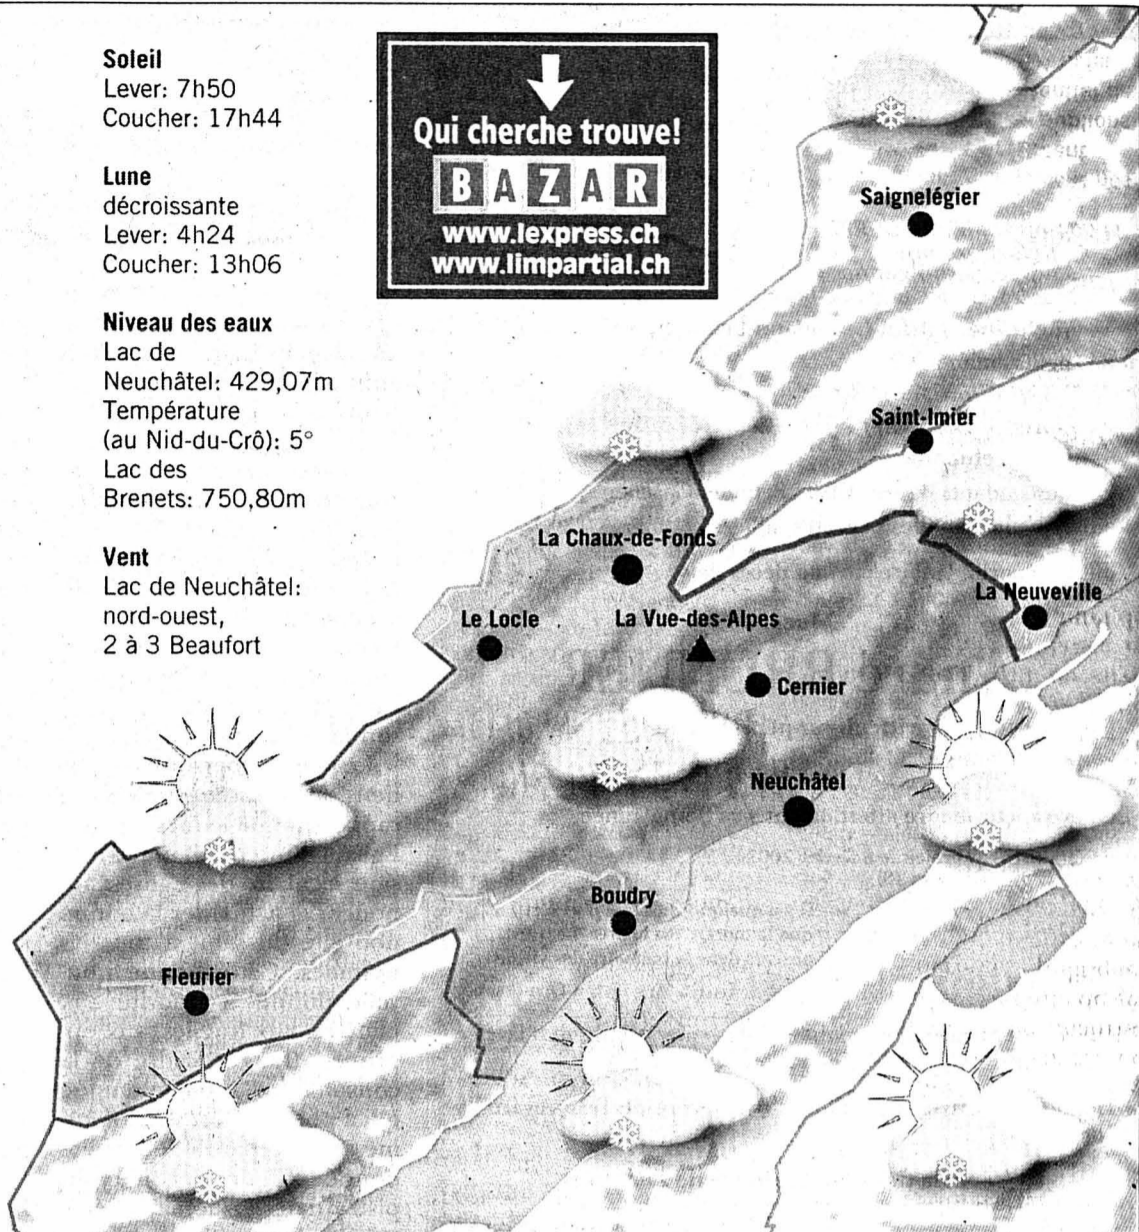 Soleil
Lever: 7h50
Coucher: 17h44
Lune
décroissante
Lever: 4h24
Coucher: 13h06
Niveau des eaux
Lac de
Neuchâtel: 429,07m
Température
(au Nid-du-Crô): 5°
Lac des
Brenets: 750,80m
Vent
Lac de Neuchâtel:
nord-ouest,
2 à 3 Beaufort
Qui cherche trouve!
BAZAR
www.lexpress.ch
www.limpartial.ch
Saignelégier
Saint-Imier
La Chaux-de-Fonds
La Neuveville
Le Locle
La Vue-des-Alpes
Cernier
Neuchâtel
Boudry
Fleurier